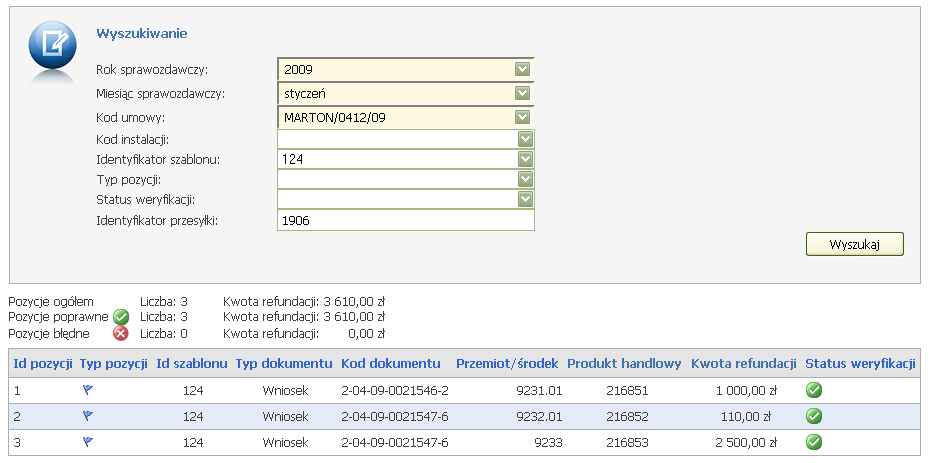 Wyszukiwanie
Rok sprawozdawczy: 2009
Miesiąc sprawozdawczy: styczeń
Kod umowy: MARTON/0412/09
Kod instalacji:
Identyfikator szablonu: 124
Typ pozycji:
Status weryfikacji:
Identyfikator przesyłki: 1906
Wyszukaj
Pozycje ogółem Liczba: 3 Kwota refundacji: 3 610,00 zł
Pozycje poprawne Liczba: 3 Kwota refundacji: 3 610,00 zł
Pozycje błędne Liczba: 0 Kwota refundacji: 0,00 zł
Id pozycji Typ pozycji Id szablonu Typ dokumentu Kod dokumentu Przemiot/środek Produkt handlowy Kwota refundacji Status weryfikacji
1 124 Wniosek 2-04-09-0021546-2 9231.01 216851 1 000,00 zł
2 124 Wniosek 2-04-09-0021547-6 9232.01 216852 110,00 zł
3 124 Wniosek 2-04-09-0021547-6 9233 216853 2 500,00 zł